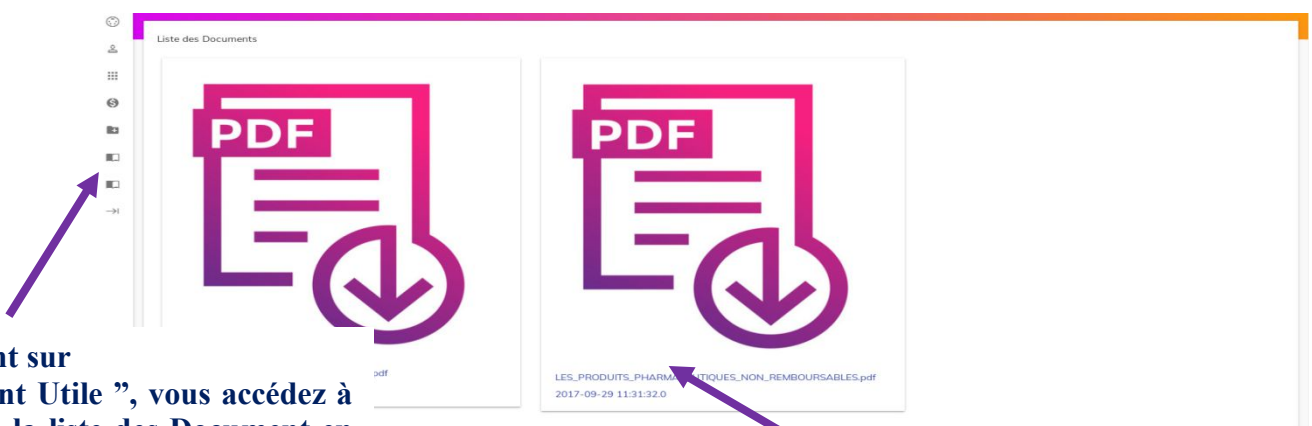 Liste des Documents
PDF
PDF
pdf
LES_PRODUITS_PHARMA TIQUES_NON_REMBOURSABLES.pdf
2017-09-29 11:31:32.0
nt sur
nt Utile ”, vous accédez à
la liste des Document en